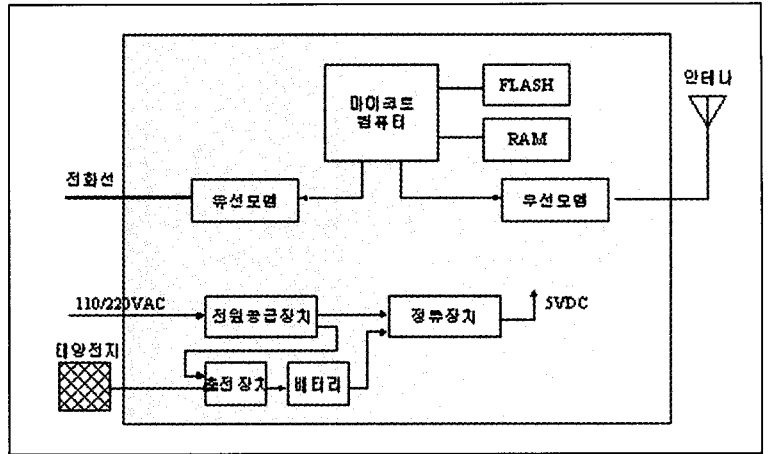 마이크로
컴퓨터
FLASH
RAM
안테나
전화선
유선모뎀
무선모뎀
110/220VAC
전원공급장치
정류장치
5VDC
태양전지
충전장치
배터리